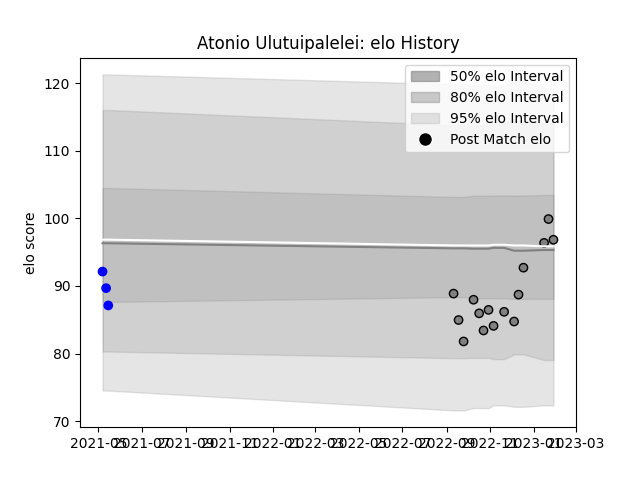 Atonio Ulutuipalelei: elo History
50% elo Interval
80% elo Interval
95% elo Interval
Post Match elo
elo score
120
110
100
90
80
70
2021-05 2021-07 2021-09 2021-11 2022-01 2022-03 2022-05 2022-07 2022-09 2022-11 2023-01 2023-03